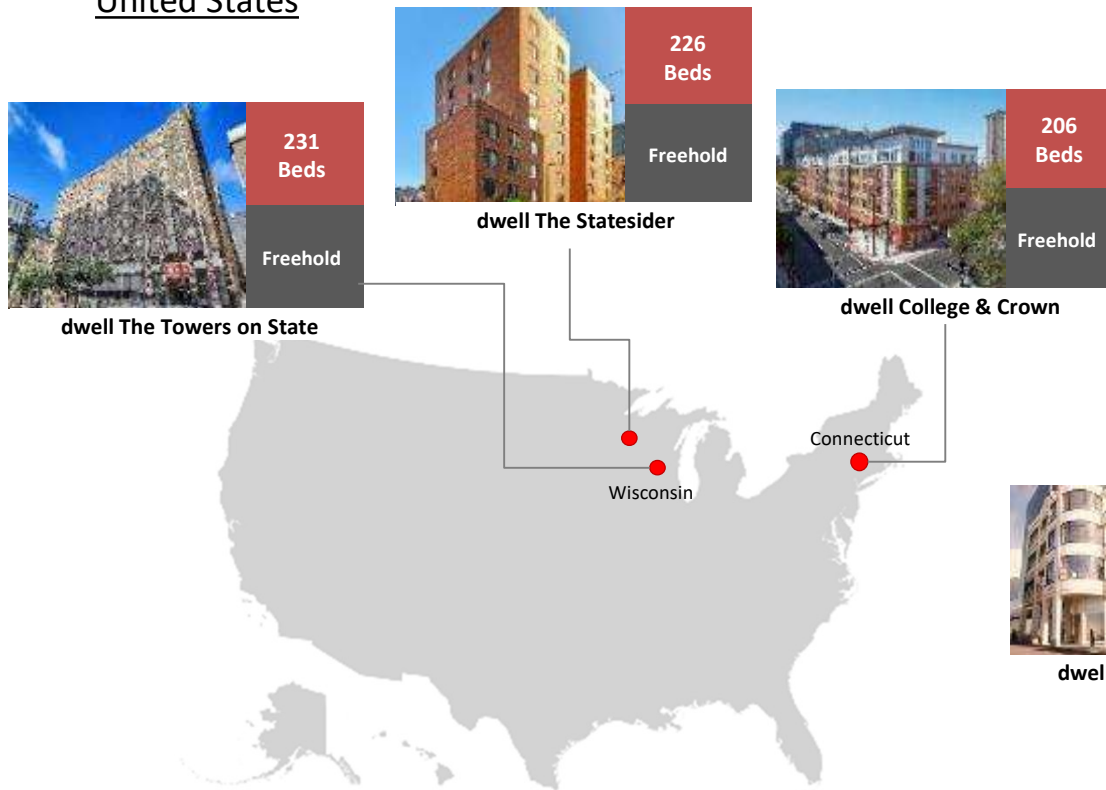 United States
226
Beds
Freehold
dwell The Statesider
231
Beds
Freehold
dwell The Towers on State
206
Beds
Freehold
dwell College & Crown
Connecticut
Wisconsin
dwel